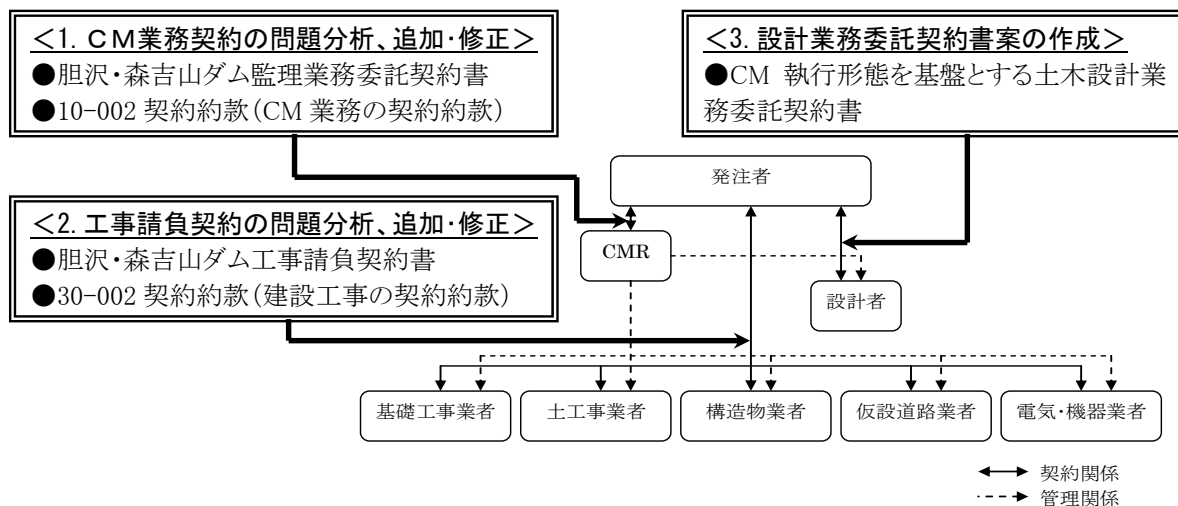 <1. CM業務契約の問題分析、追加・修正>
●胆沢・森吉山ダム監理業務委託契約書
●10-002 契約約款(CM 業務の契約約款)
<3. 設計業務委託契約書案の作成>
●CM 執行形態を基盤とする土木設計業
務委託契約書
<2. 工事請負契約の問題分析、追加・修正>
●胆沢・森吉山ダム工事請負契約書
●30-002 契約約款(建設工事の契約約款)
発注者
CMR
設計者
基礎工事業者
土工事業者
構造物業者
仮設道路業者
電気・機器業者
契約関係
管理関係